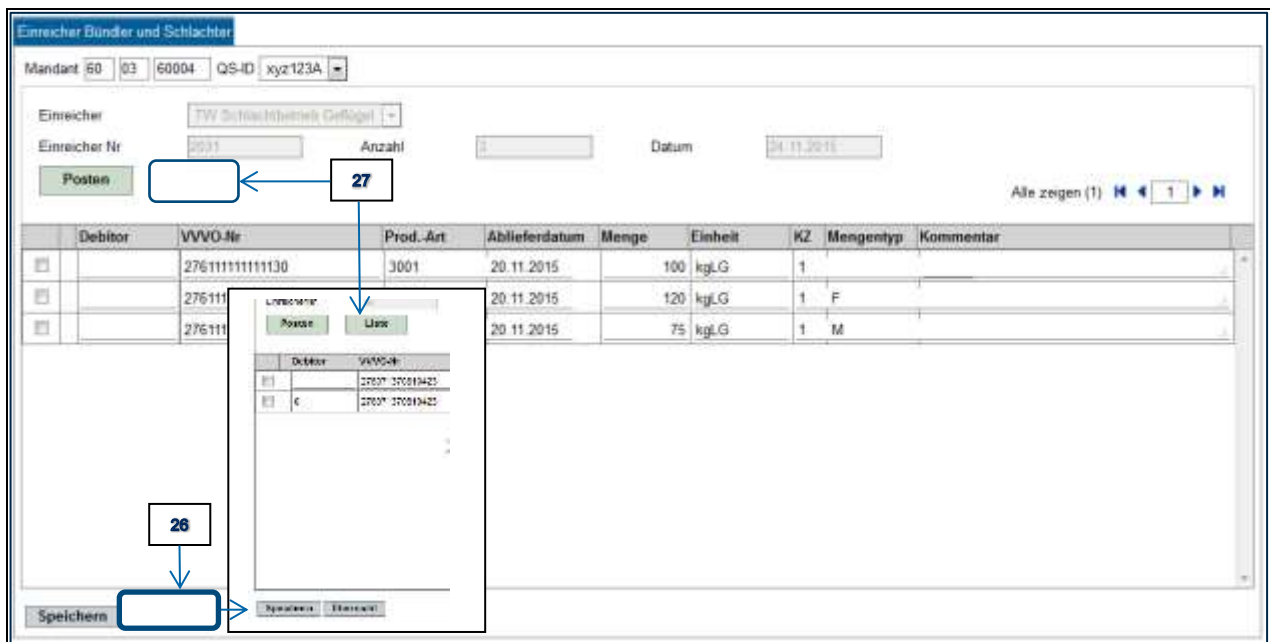 Einreicher Bündler und Schlachter
Mandant 60 03 60004 QS-ID xyz123A
Einreicher TW Schlachtbetrieb Geflügel
Einreicher Nr 2031 Anzahl 3 Datum 24.11.2015
Posten 27
Alle zeigen (1) 1
Debitor VVVO-Nr Prod.-Art Ablieferdatum Menge Einheit KZ Mengentyp Kommentar
276111111111130 3001 20.11.2015 100 kgLG 1
276111 20.11.2015 120 kgLG 1 F
276111 20.11.2015 75 kgLG 1 M
Posten Liste
Debitor VVVO-Nr
26
Speichern
Speichern Übersicht